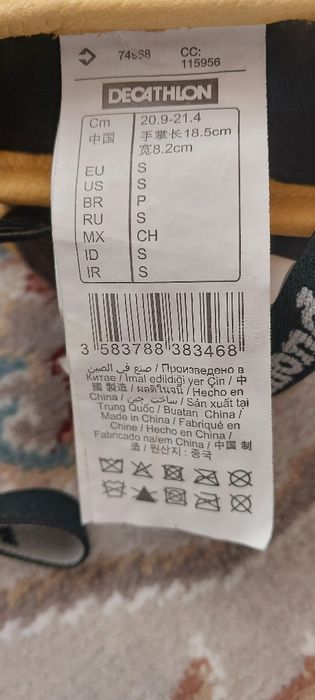 CC:
115956
DECATHLON
Cm 20.9-21.4
中国 手掌长18.5cm
宽8.2cm
EU S
US S
BR P
RU S
MX CH
ID S
IR S
3 583788 383468
صنع في الصين / Произведено в
Китае / İmal edildiği yer Çin / 中
國 製造 / ผลิตในจีน / Hecho en
China / ساخت چین / Sản xuất tại
Trung Quốc / Buatan China /
Made in China / Fabriqué en
Chine / Hecho en China /
Fabricado na/em China / 中国 制
造 / 원산지 : 중국